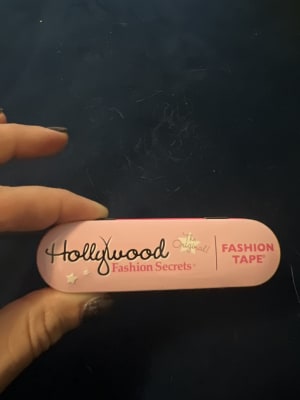 Hollywood
Fashion Secrets®
The Original!
FASHION
TAPE®